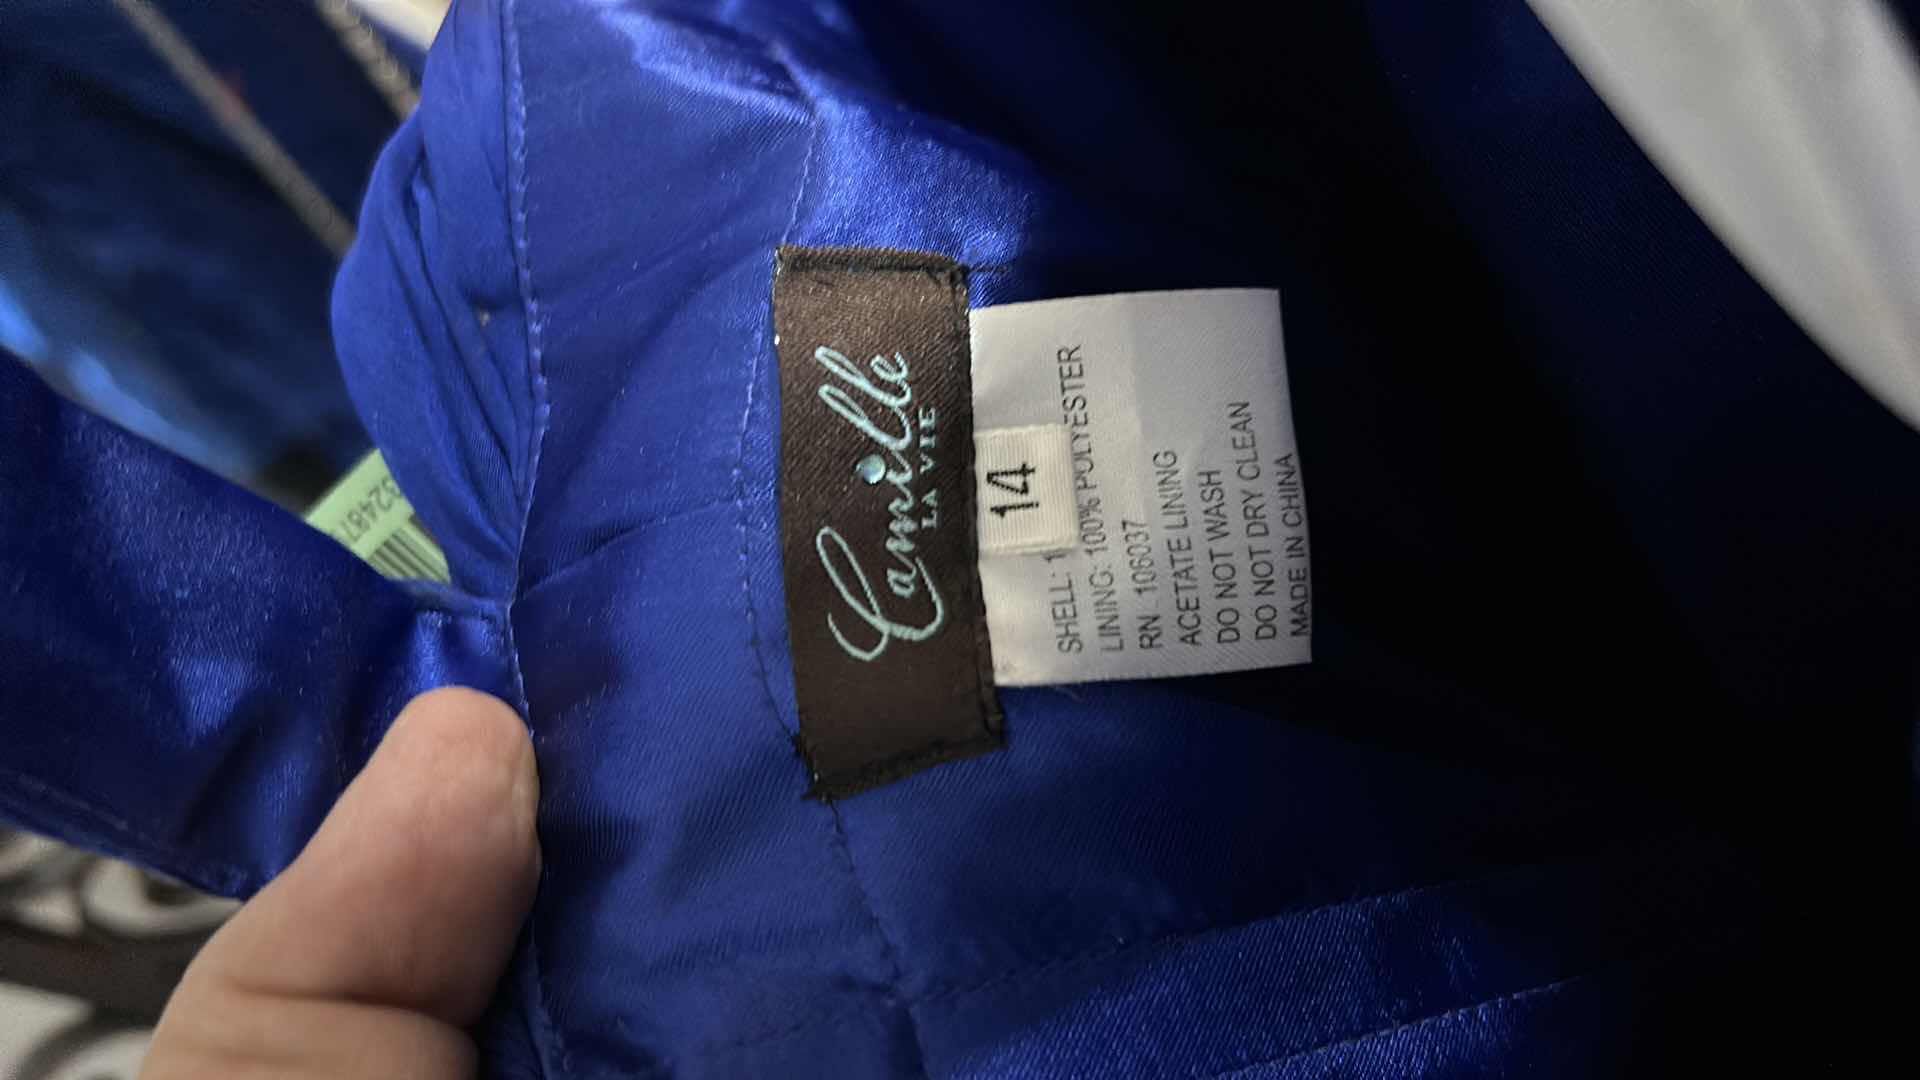 Camille
LA VIE
14
SHELL: 1
LINING: 100% POLYESTER
RN 106037
ACETATE LINING
DO NOT WASH
DO NOT DRY CLEAN
MADE IN CHINA